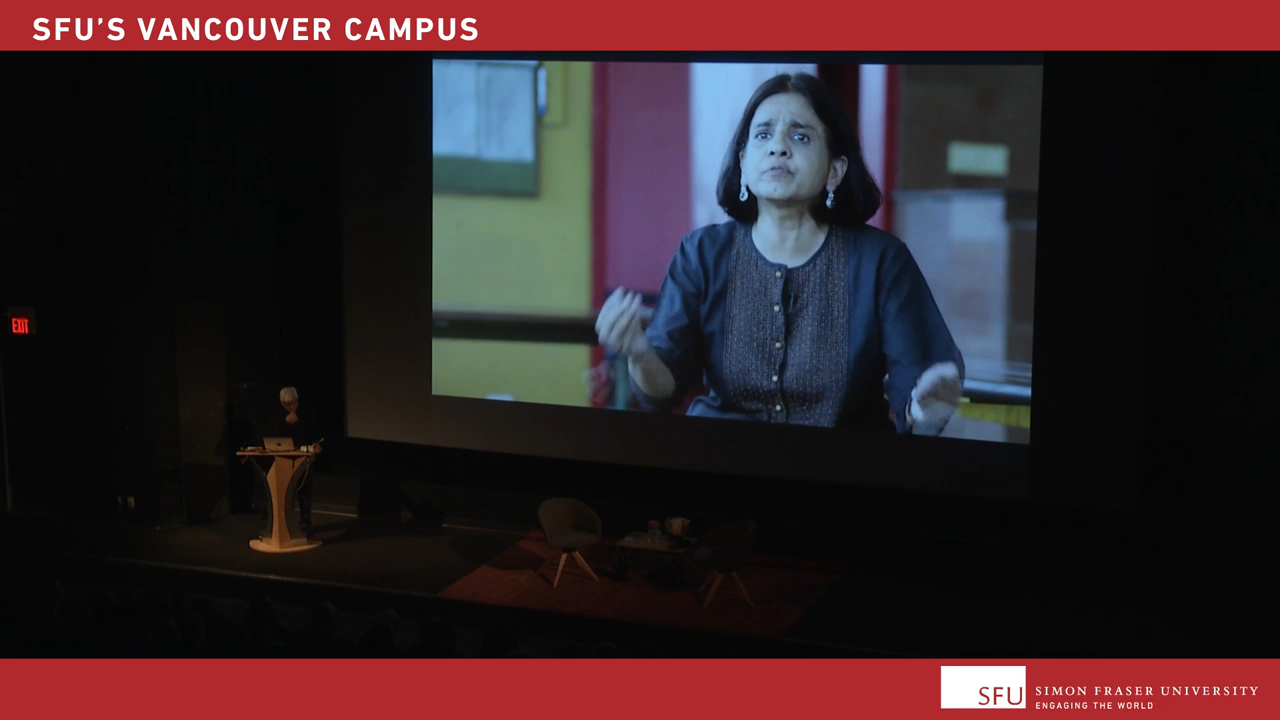 SFU'S VANCOUVER CAMPUS
EXIT
SFU
SIMON FRASER UNIVERSITY
ENGAGING THE WORLD